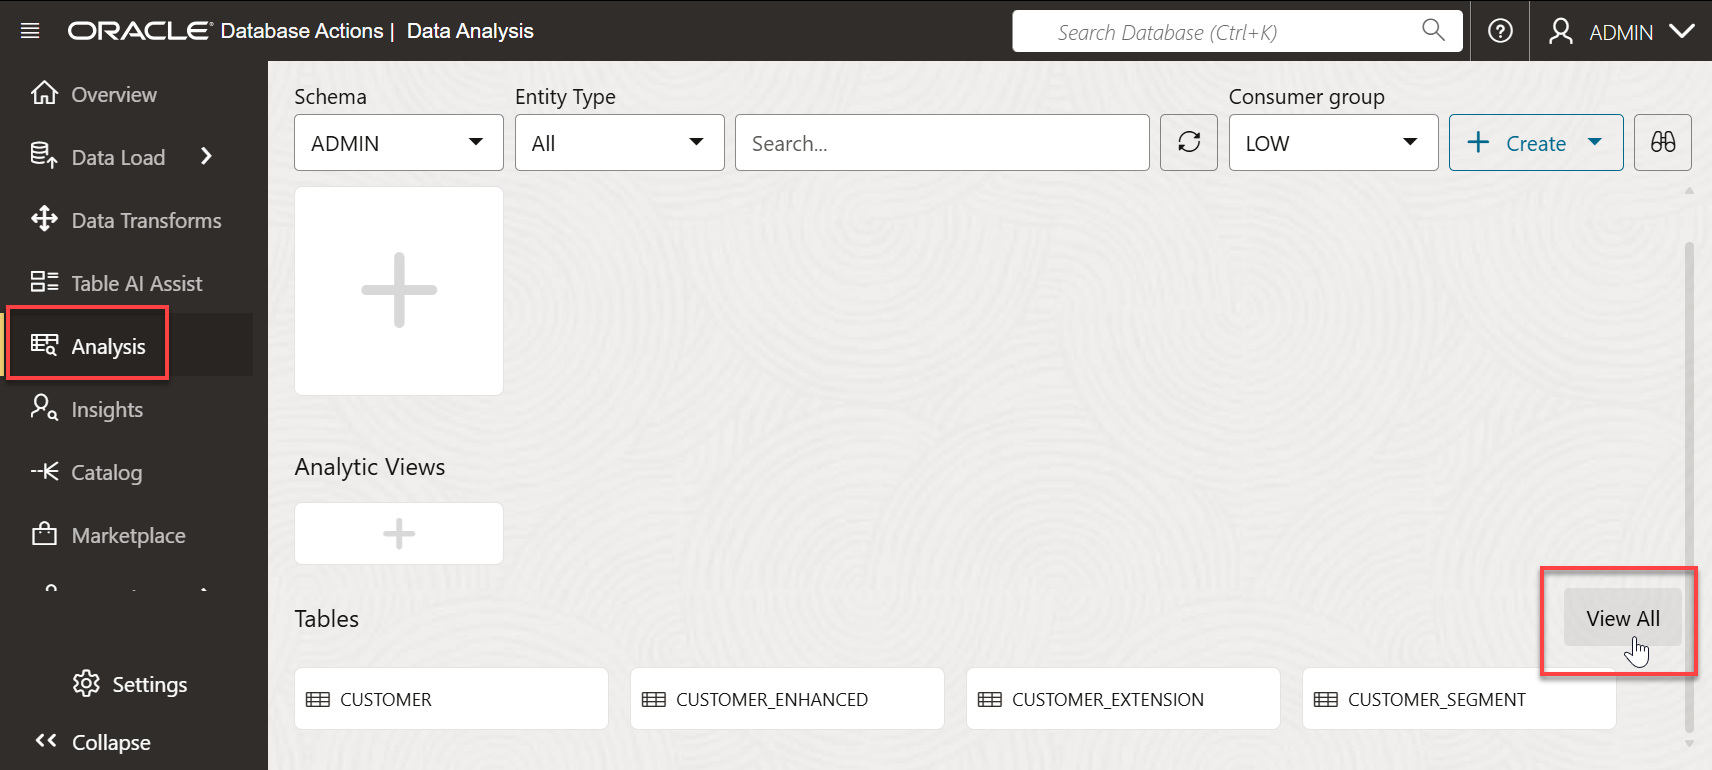 ORACLE Database Actions | Data Analysis
Search Database (Ctrl+K)
ADMIN
Overview
Data Load
Data Transforms
Table AI Assist
Analysis
Insights
Catalog
Marketplace
Settings
Collapse
Schema
Entity Type
Consumer group
ADMIN
All
Search...
LOW
Create
Analytic Views
Tables
View All
CUSTOMER
CUSTOMER_ENHANCED
CUSTOMER_EXTENSION
CUSTOMER_SEGMENT